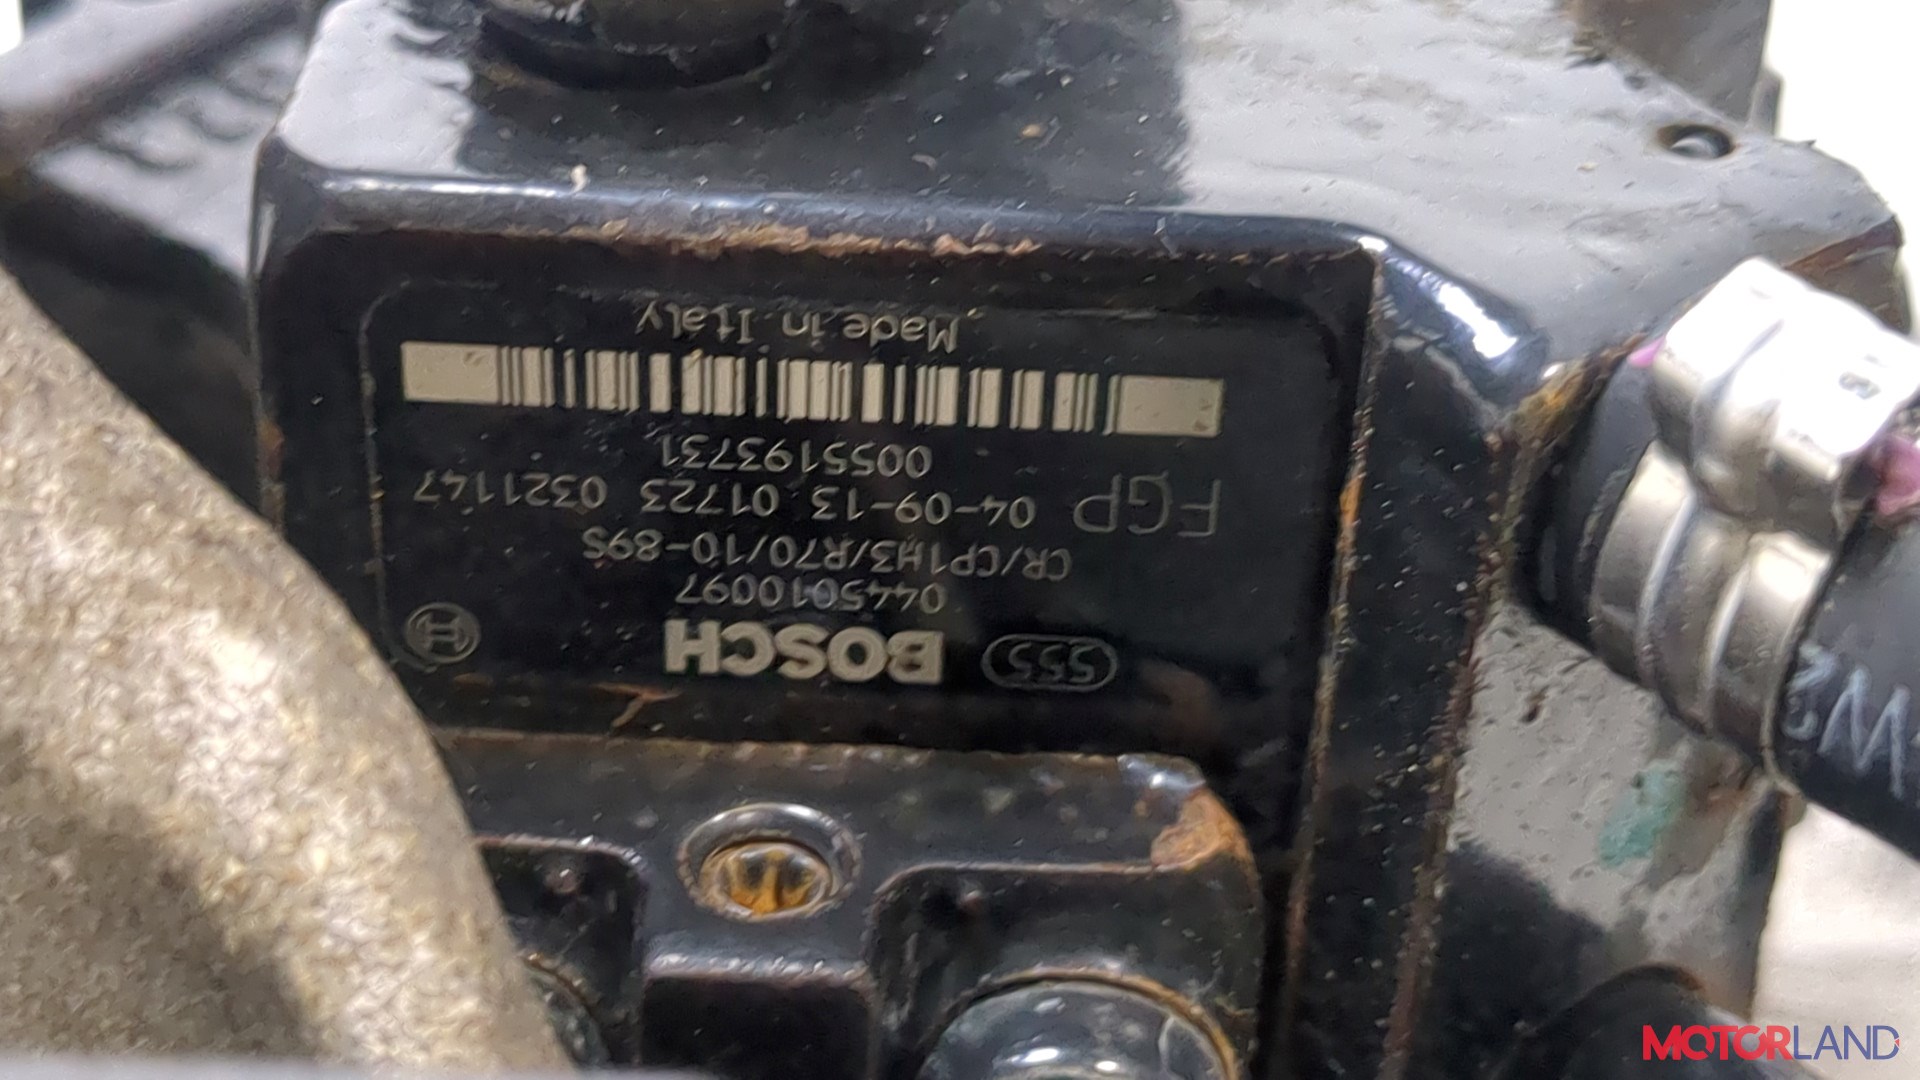 555 BOSCH
0445010097
CR/CP1H3/R70/10-89S
FGP 04-09-13 01723 0321147
0055193731
Made in Italy
MOTORLAND